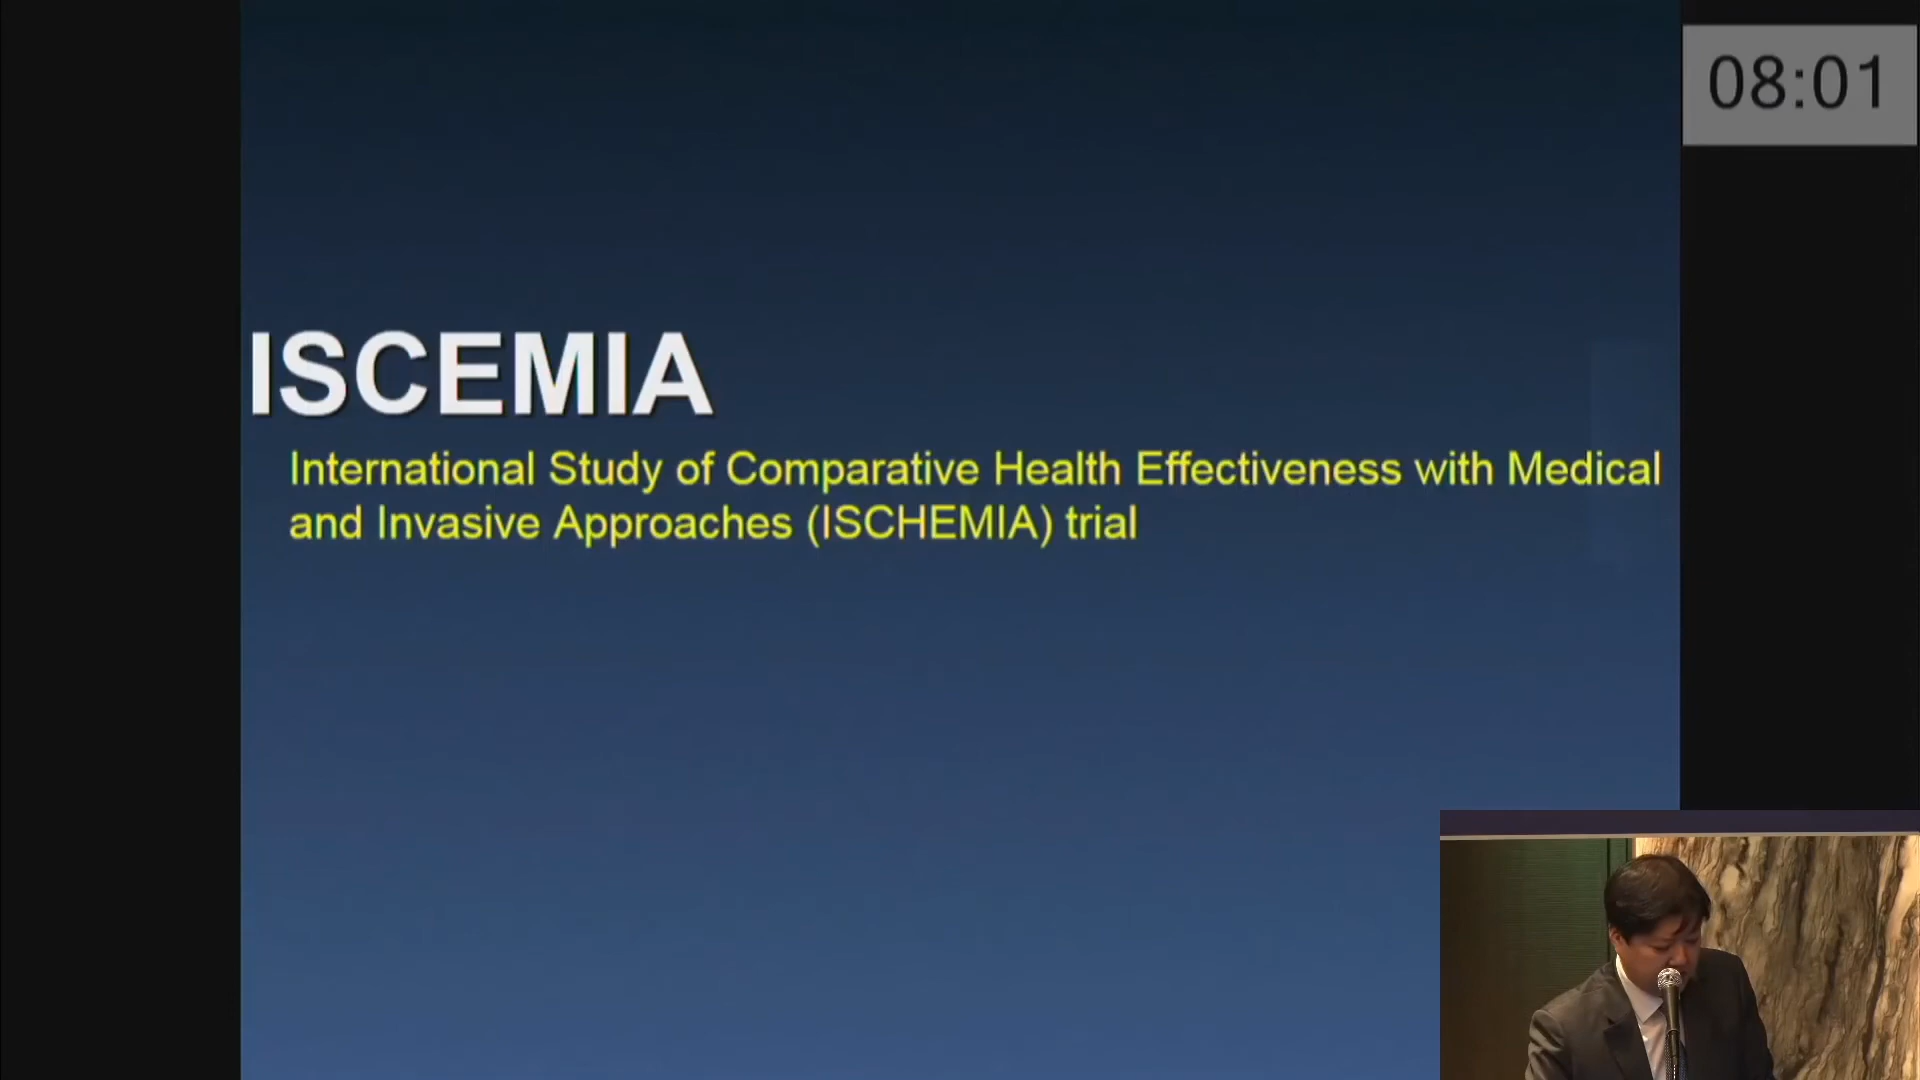 08:01
ISCEMIA
International Study of Comparative Health Effectiveness with Medical
and Invasive Approaches (ISCHEMIA) trial